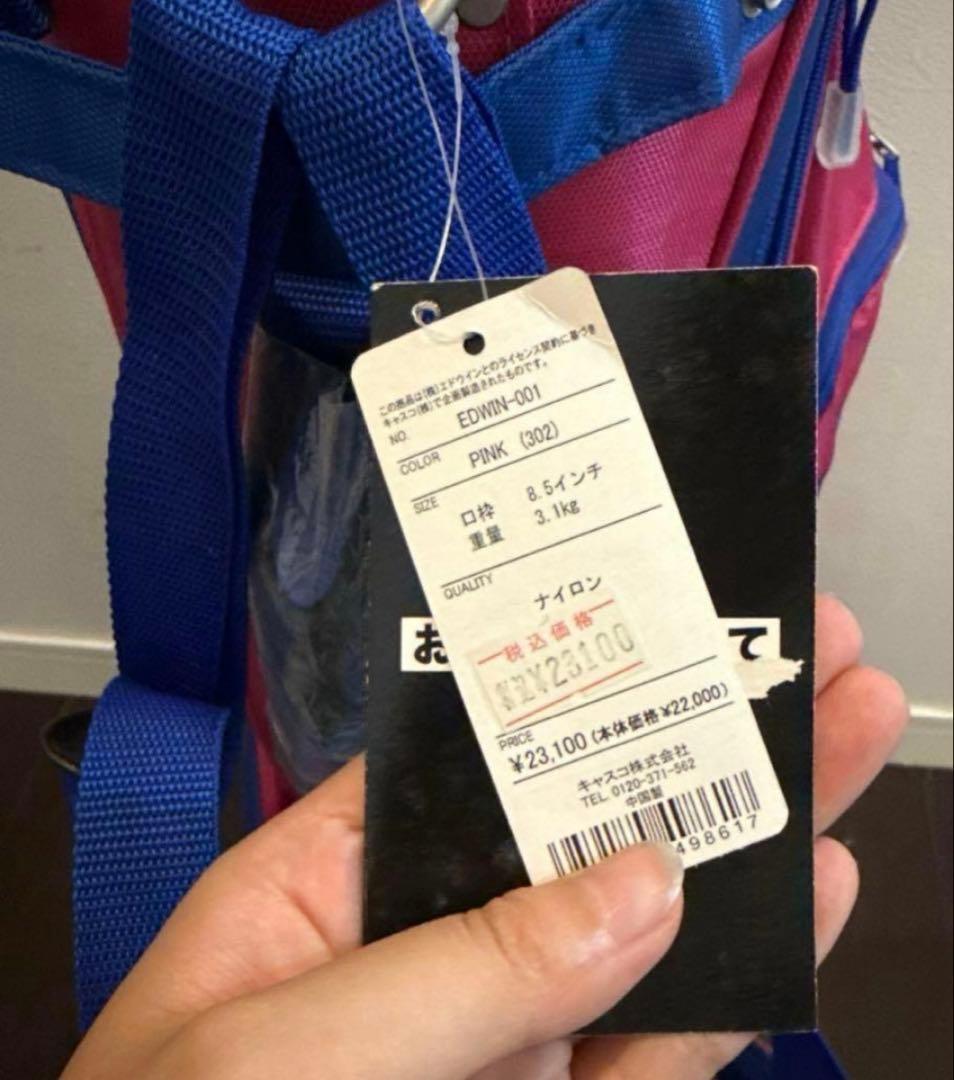 この商品は(株)エドウインとのライセンス契約に基づき
キャスコ(株)で企画製造されたものです。
NO. EDWIN-001
COLOR PINK (302)
SIZE 口枠 8.5インチ
重量 3.1kg
QUALITY
ナイロン
お て
税込価格
¥23100
PRICE
¥23,100(本体価格¥22,000)
キャスコ株式会社
TEL 0120-371-562
中国製
498617